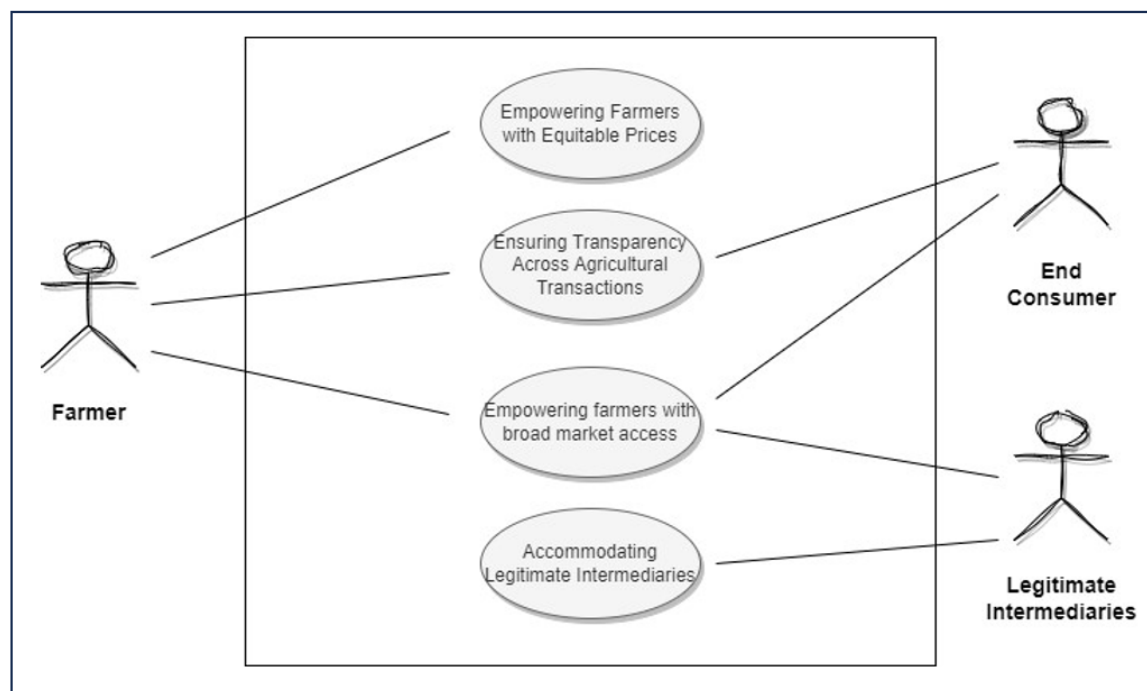 Empowering Farmers
with Equitable Prices
Ensuring Transparency
Across Agricultural
Transactions
End
Consumer
Farmer
Empowering farmers with
broad market access
Accommodating
Legitimate Intermediaries
Legitimate
Intermediaries